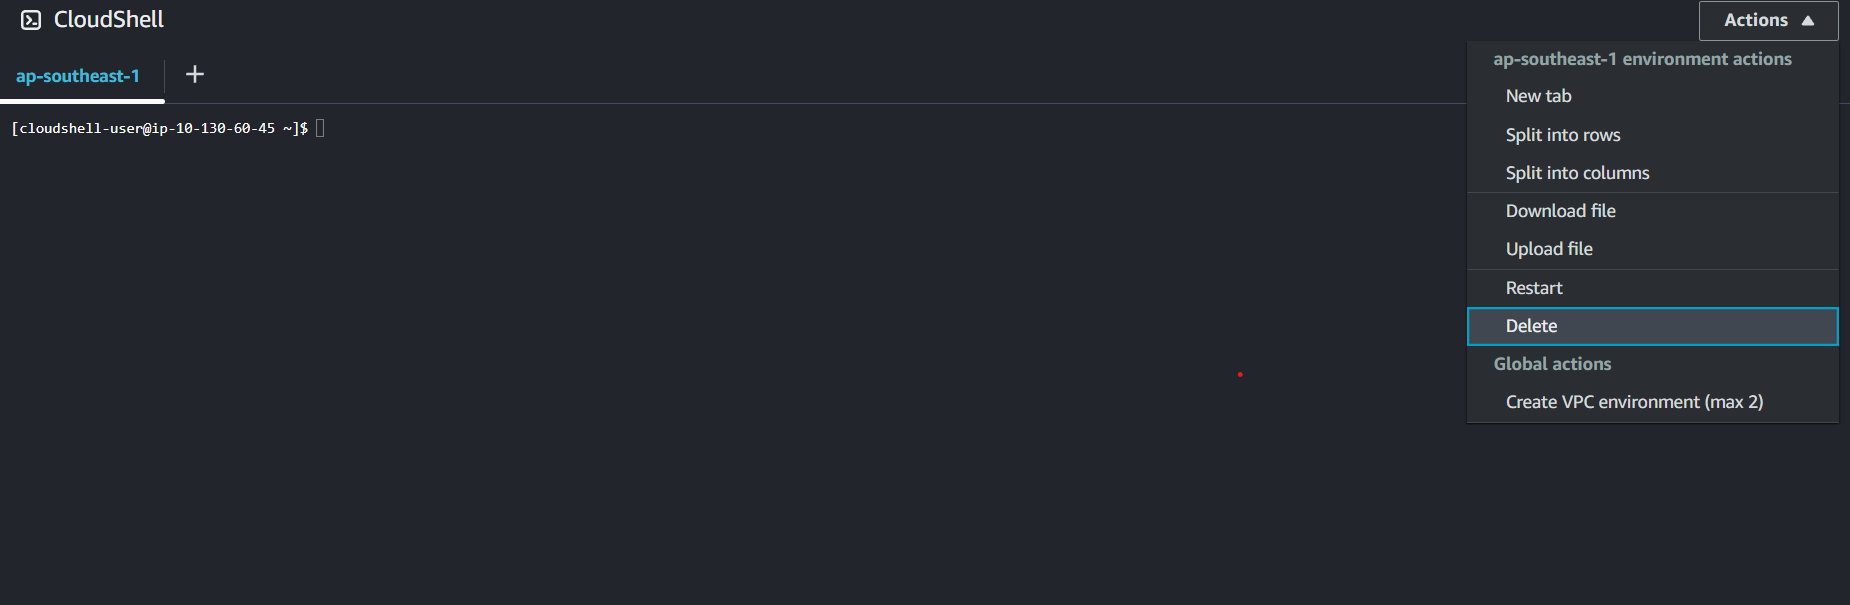 CloudShell
Actions
ap-southeast-1
[cloudshell-user@ip-10-130-60-45 ~]$
ap-southeast-1 environment actions
New tab
Split into rows
Split into columns
Download file
Upload file
Restart
Delete
Global actions
Create VPC environment (max 2)